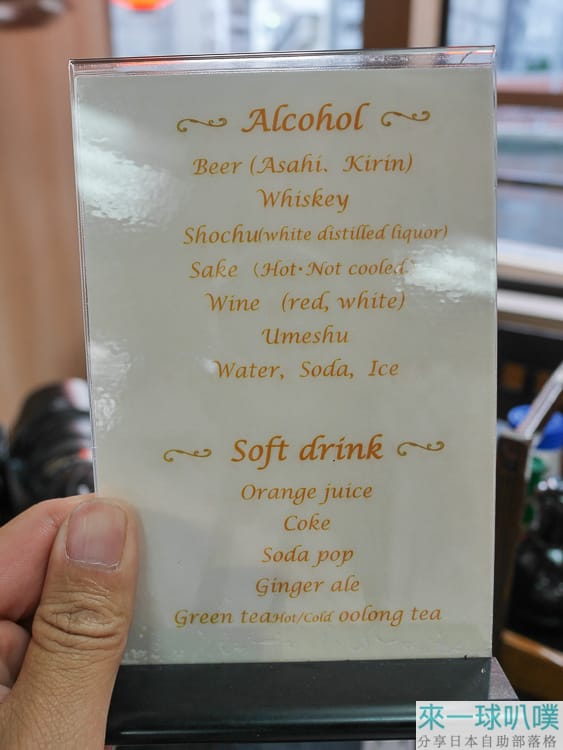 Alcohol
Beer (Asahi、Kirin)
Whiskey
Shochu(white distilled liquor)
Sake （Hot・Not cooled.）
Wine （red, white）
Umeshu
Water, Soda, Ice
Soft drink
Orange juice
Coke
Soda pop
Ginger ale
Green tea Hot/Cold oolong tea
來一球叭噗
分享日本自助部落格